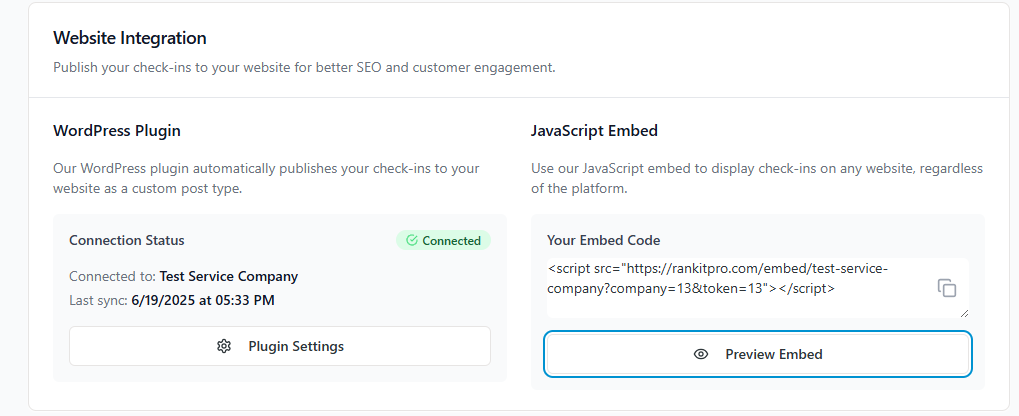 Website Integration
Publish your check-ins to your website for better SEO and customer engagement.
WordPress Plugin
Our WordPress plugin automatically publishes your check-ins to your
website as a custom post type.
Connection Status
Connected
Connected to: Test Service Company
Last sync: 6/19/2025 at 05:33 PM
Plugin Settings
JavaScript Embed
Use our JavaScript embed to display check-ins on any website, regardless
of the platform.
Your Embed Code
<script src="https://rankitpro.com/embed/test-service-
company?company=13&token=13"></script>
Preview Embed